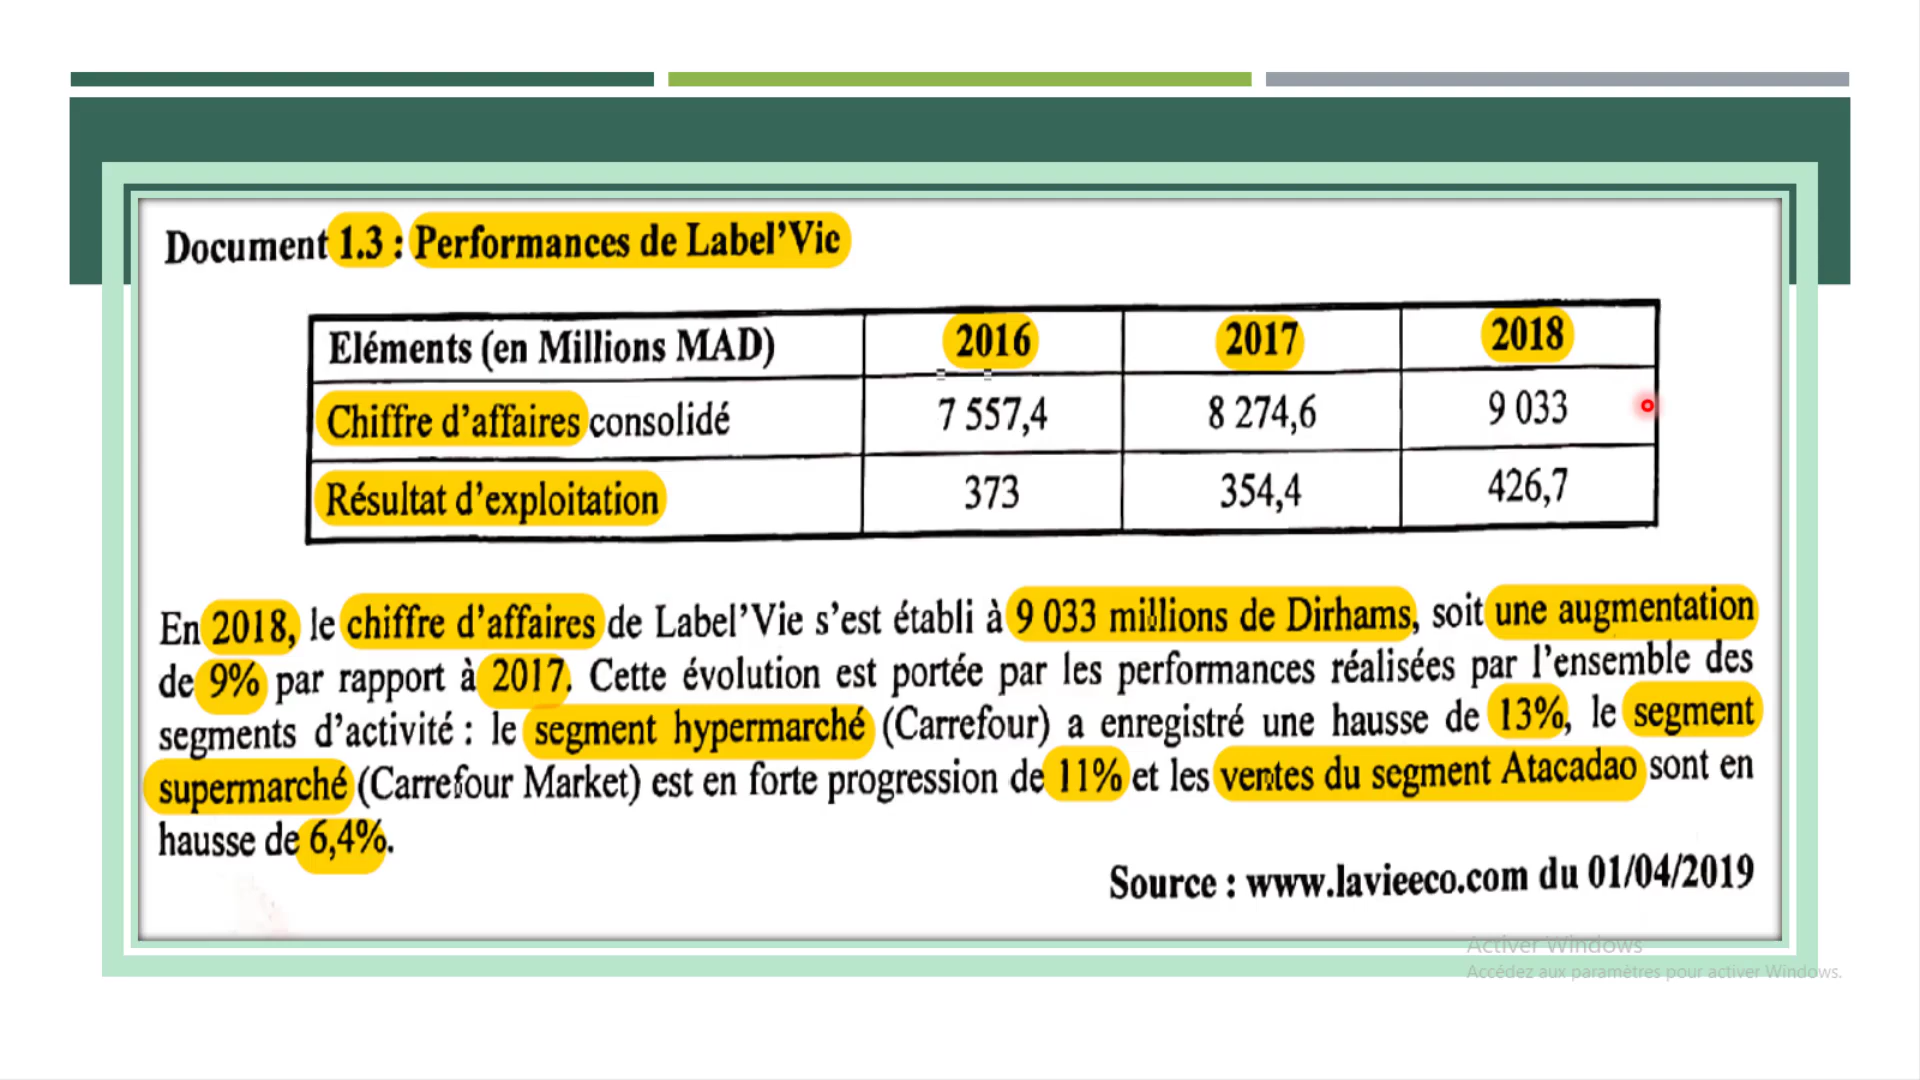 Document 1.3 : Performances de Label’Vie
Eléments (en Millions MAD) 2016 2017 2018
Chiffre d’affaires consolidé 7 557,4 8 274,6 9 033
Résultat d’exploitation 373 354,4 426,7
En 2018, le chiffre d’affaires de Label’Vie s’est établi à 9 033 millions de Dirhams, soit une augmentation
de 9% par rapport à 2017. Cette évolution est portée par les performances réalisées par l’ensemble des
segments d’activité : le segment hypermarché (Carrefour) a enregistré une hausse de 13%, le segment
supermarché (Carrefour Market) est en forte progression de 11% et les ventes du segment Atacadao sont en
hausse de 6,4%.
Source : www.lavieeco.com du 01/04/2019
Activer Windows
Accédez aux paramètres pour activer Windows.